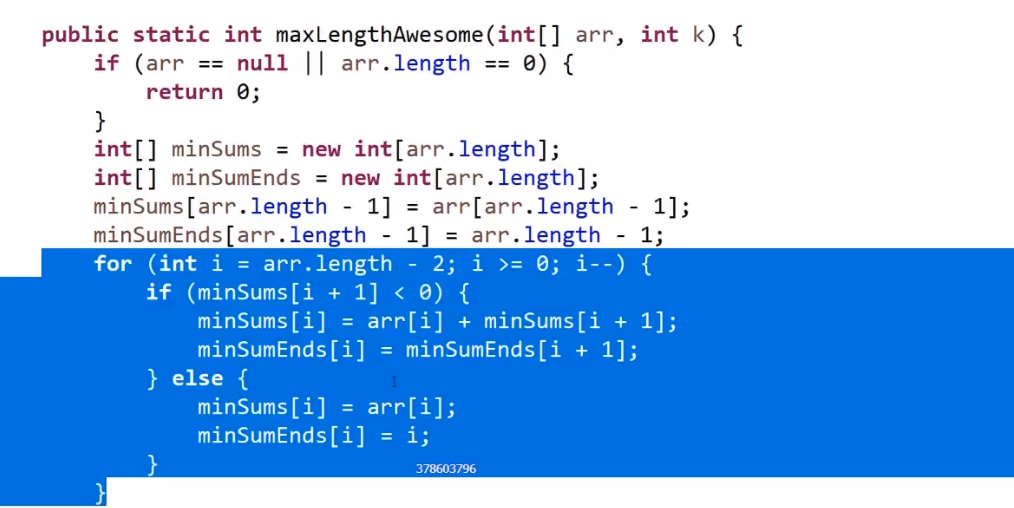 public static int maxLengthAwesome(int[] arr, int k) {
    if (arr == null || arr.length == 0) {
        return 0;
    }
    int[] minSums = new int[arr.length];
    int[] minSumEnds = new int[arr.length];
    minSums[arr.length - 1] = arr[arr.length - 1];
    minSumEnds[arr.length - 1] = arr.length - 1;
    for (int i = arr.length - 2; i >= 0; i--) {
        if (minSums[i + 1] < 0) {
            minSums[i] = arr[i] + minSums[i + 1];
            minSumEnds[i] = minSumEnds[i + 1];
        } else {
            minSums[i] = arr[i];
            minSumEnds[i] = i;
        }
378603796
    }